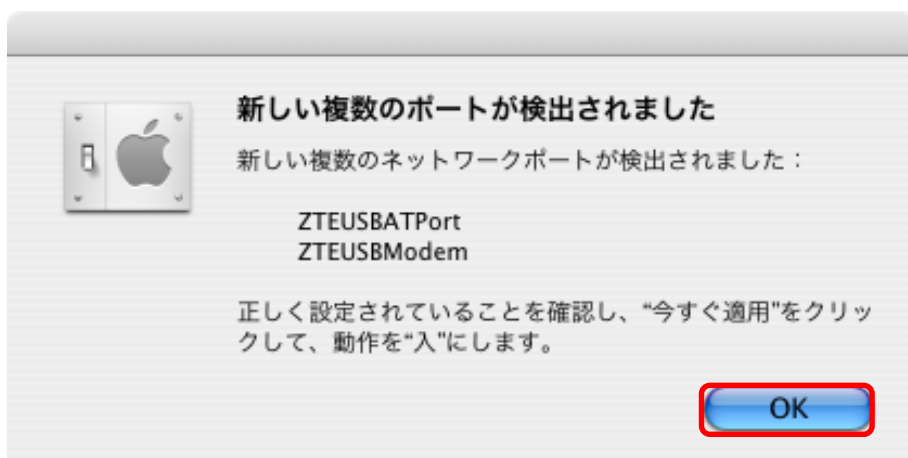 新しい複数のポートが検出されました
新しい複数のネットワークポートが検出されました：
ZTEUSBATPort
ZTEUSBModem
正しく設定されていることを確認し、“今すぐ適用”をクリッ
クして、動作を“入”にします。
OK